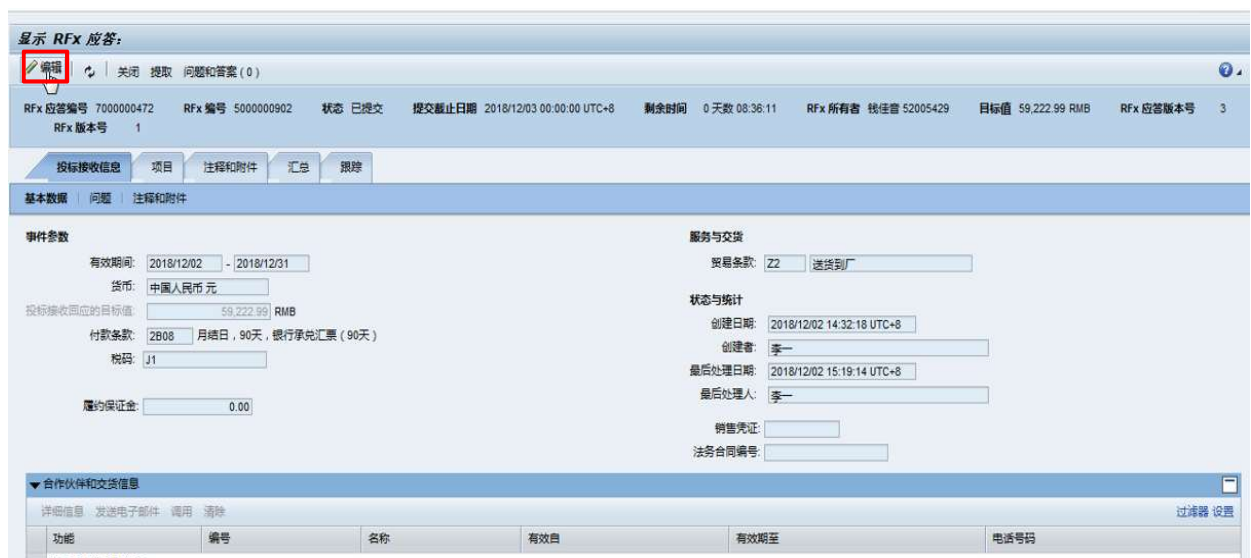 显示 RFx 应答:
编辑 关闭 提取 问题和答案(0)
RFx 应答编号 7000000472 RFx 编号 5000000902 状态 已提交 提交截止日期 2018/12/03 00:00:00 UTC+8 剩余时间 0 天数 08:36:11 RFx 所有者 钱佳音 52005429 目标值 59,222.99 RMB RFx 应答版本号 3
RFx 版本号 1
投标接收信息 项目 注释和附件 汇总 跟踪
基本数据 问题 注释和附件
事件参数 服务与交货
有效期间: 2018/12/02 - 2018/12/31 贸易条款: Z2 送货到厂
货币: 中国人民币 元
投标接收回应的目标值: 59,222.99 RMB 状态与统计
付款条款: 2B08 月结日,90天,银行承兑汇票(90天) 创建日期: 2018/12/02 14:32:18 UTC+8
税码: J1 创建者: 李一
最后处理日期: 2018/12/02 15:19:14 UTC+8
履约保证金: 0.00 最后处理人: 李一
销售凭证:
法务合同编号:
合作伙伴和交货信息
详细信息 发送电子邮件 调用 清除 过滤器 设置
功能 编号 名称 有效自 有效期至 电话号码